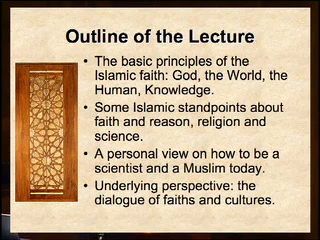 Outline of the Lecture
• The basic principles of the
Islamic faith: God, the World, the
Human, Knowledge.
• Some Islamic standpoints about
faith and reason, religion and
science.
• A personal view on how to be a
scientist and a Muslim today.
• Underlying perspective: the
dialogue of faiths and cultures.